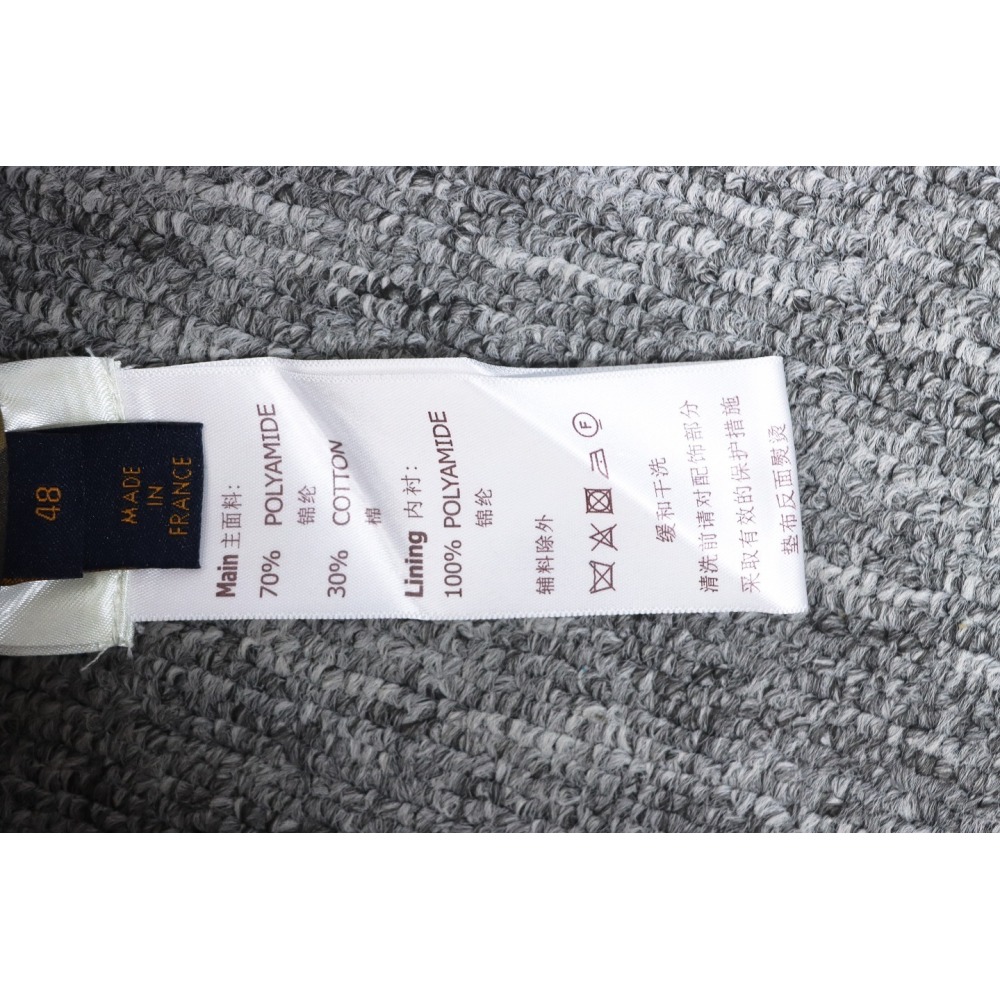 48
MADE
IN
FRANCE
Main 主面料:
70% POLYAMIDE
锦纶
30% COTTON
棉
Lining 内衬:
100% POLYAMIDE
锦纶
辅料除外
F
缓和干洗
清洗前请对配饰部分
采取有效的保护措施
垫布反面熨烫